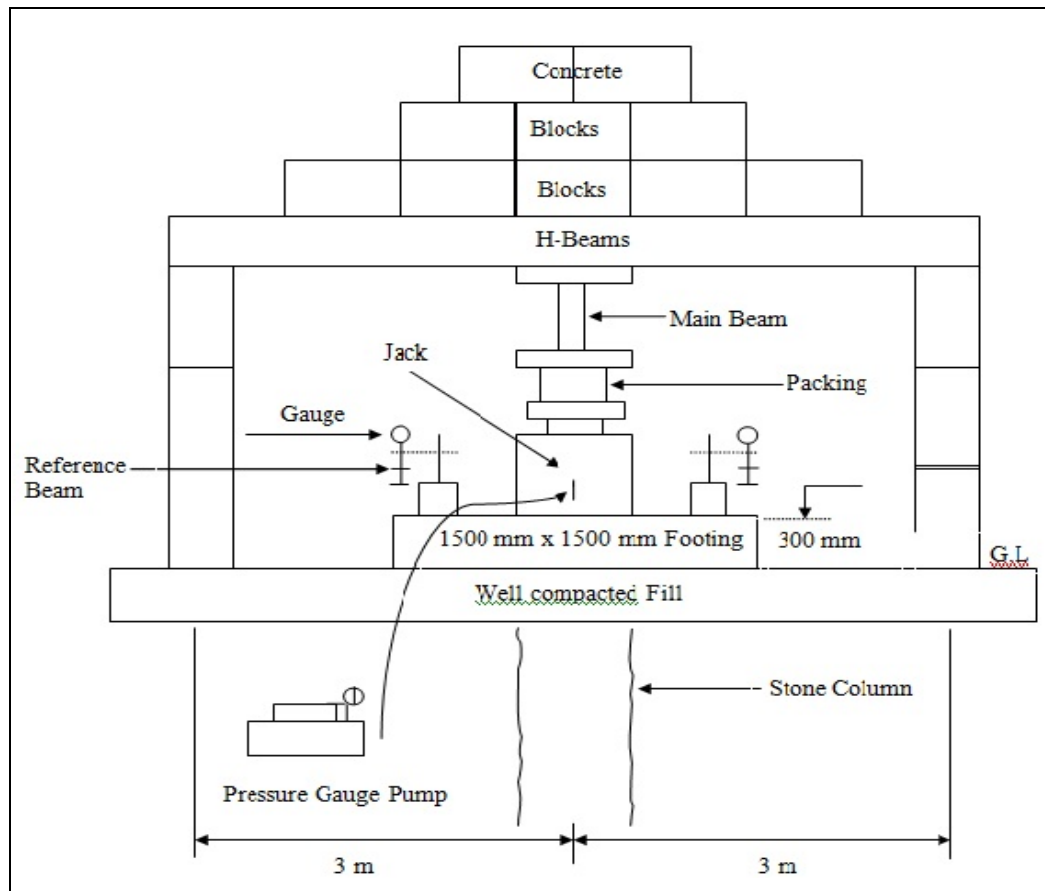 Concrete
Blocks
Blocks
H-Beams
Main Beam
Jack
Packing
Gauge
Reference
Beam
1500 mm x 1500 mm Footing
300 mm
G.L
Well compacted Fill
Stone Column
Pressure Gauge Pump
3 m
3 m